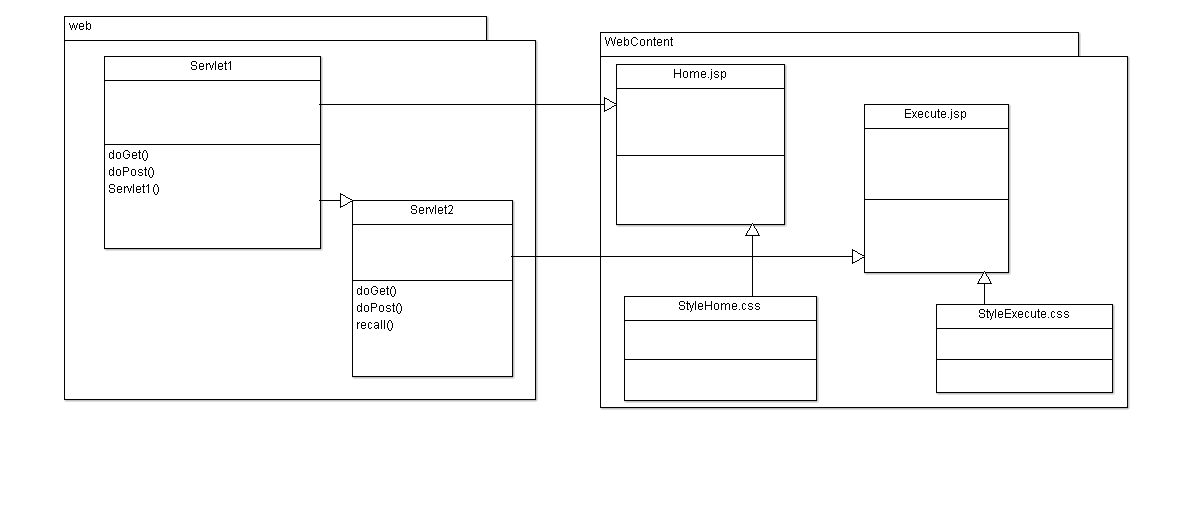 web
Servlet1
doGet()
doPost()
Servlet1()
Servlet2
doGet()
doPost()
recall()
WebContent
Home.jsp
Execute.jsp
StyleHome.css
StyleExecute.css